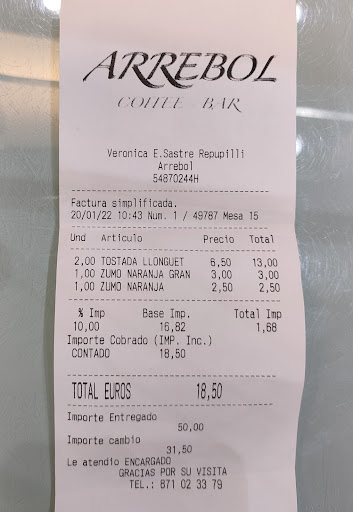 ARREBOL
COFFEE BAR
Veronica E.Sastre Repupilli
Arrebol
54870244H
Factura simplificada.
20/01/22 10:43 Num. 1 / 49787 Mesa 15
Und Artículo Precio Total
2,00 TOSTADA LLONGUET 6,50 13,00
1,00 ZUMO NARANJA GRAN 3,00 3,00
1,00 ZUMO NARANJA 2,50 2,50
% Imp Base Imp. Total Imp
10,00 16,82 1,68
Importe Cobrado (IMP. Inc.)
CONTADO 18,50
TOTAL EUROS 18,50
Importe Entregado
50,00
Importe cambio
31,50
Le atendio ENCARGADO
GRACIAS POR SU VISITA
TEL.: 871 02 33 79